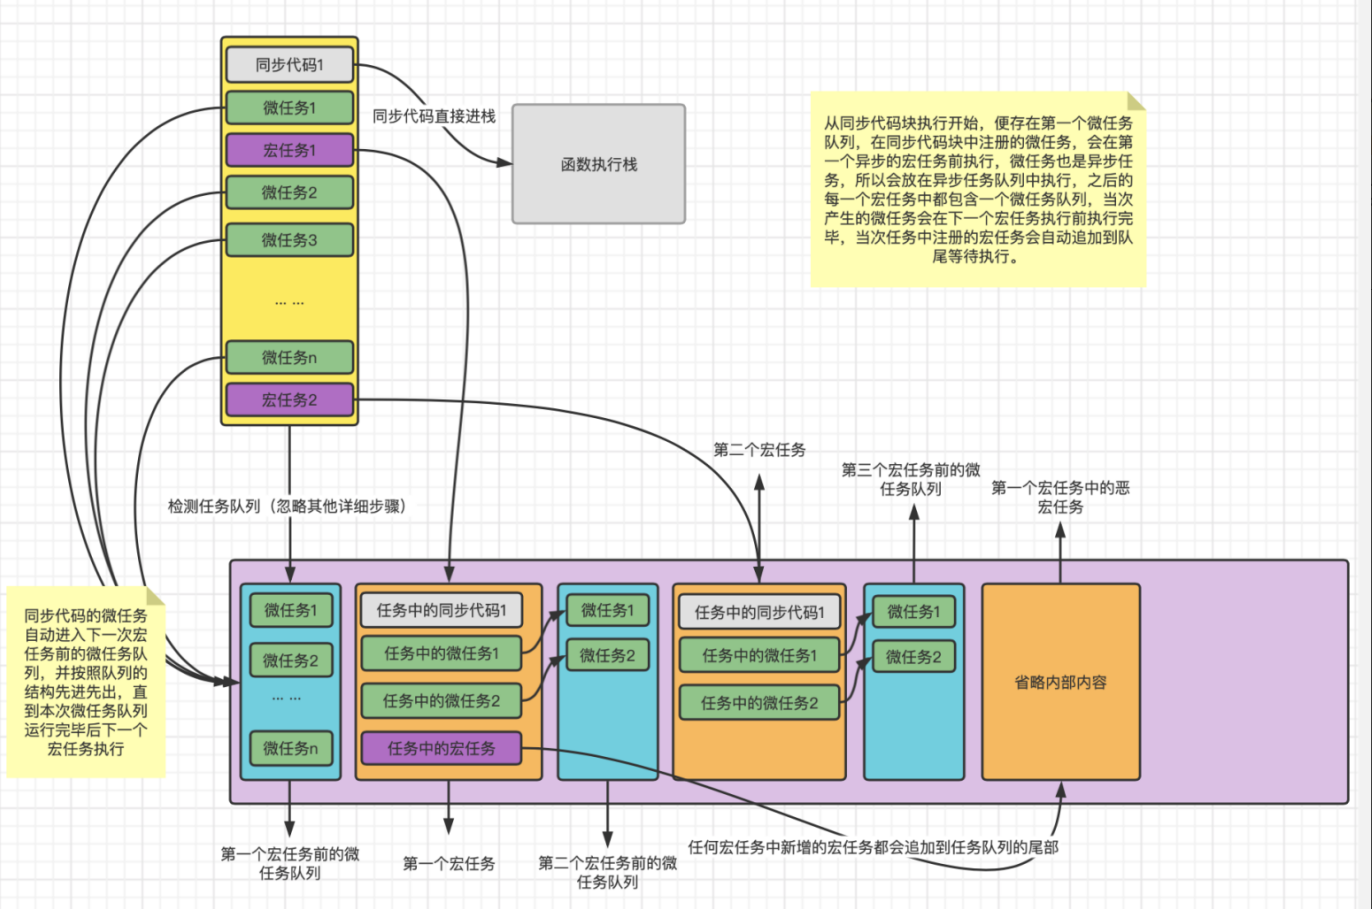 同步代码1
微任务1
宏任务1
微任务2
微任务3
... ...
微任务n
宏任务2
同步代码直接进栈
函数执行栈
从同步代码块执行开始，便存在第一个微任务
队列，在同步代码块中注册的微任务，会在第
一个异步的宏任务前执行，微任务也是异步任
务，所以会放在异步任务队列中执行，之后的
每一个宏任务中都包含一个微任务队列，当次
产生的微任务会在下一个宏任务执行前执行完
毕，当次任务中注册的宏任务会自动追加到队
尾等待执行。
检测任务队列（忽略其他详细步骤）
第二个宏任务
第三个宏任务前的微
任务队列
第一个宏任务中的恶
宏任务
同步代码的微任务
自动进入下一次宏
任务前的微任务队
列，并按照队列的
结构先进先出，直
到本次微任务队列
运行完毕后下一个
宏任务执行
微任务1
微任务2
... ...
微任务n
任务中的同步代码1
任务中的微任务1
任务中的微任务2
任务中的宏任务
微任务1
微任务2
任务中的同步代码1
任务中的微任务1
任务中的微任务2
微任务1
微任务2
省略内部内容
第一个宏任务前的微
任务队列
第一个宏任务
第二个宏任务前的微
任务队列
任何宏任务中新增的宏任务都会追加到任务队列的尾部